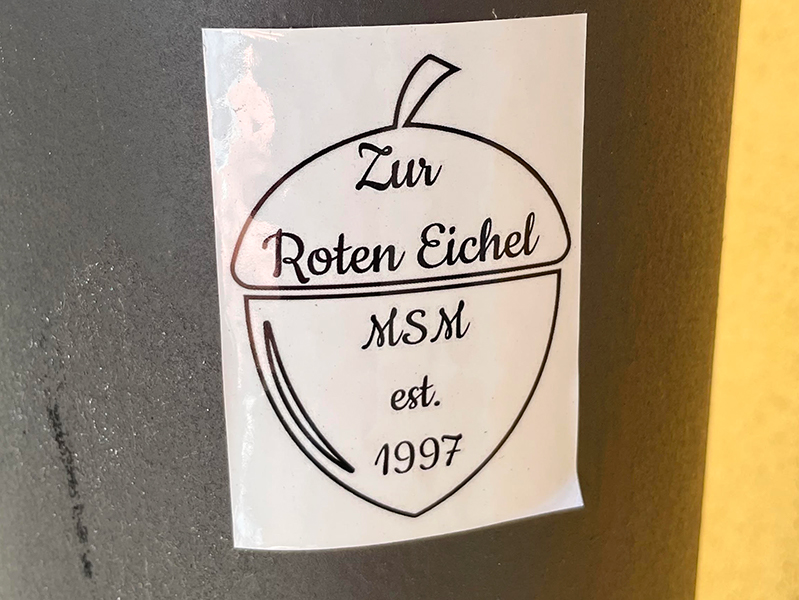 Zur
Roten Eichel
MSM
est.
1997